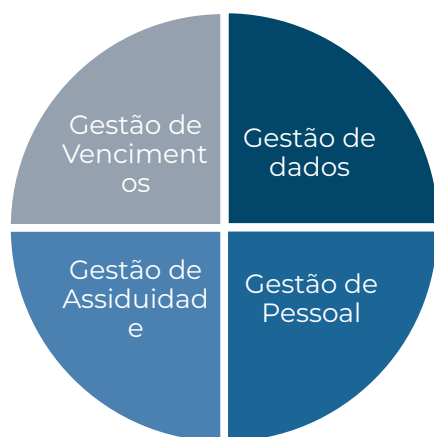 Gestão de
Venciment
os
Gestão de
dados
Gestão de
Assiduidad
e
Gestão de
Pessoal